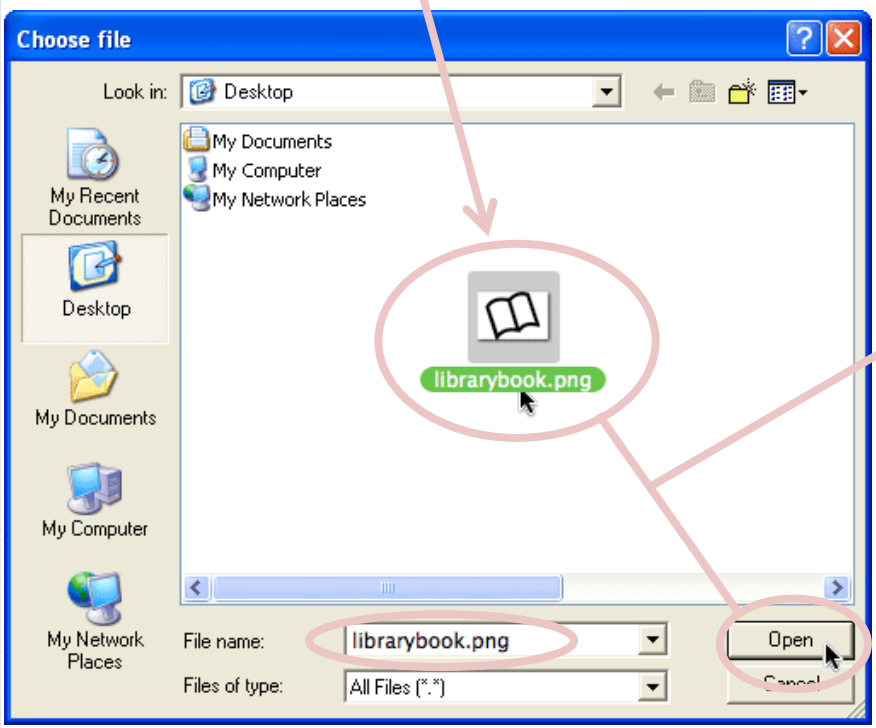 Choose file
Look in:
Desktop
My Documents
My Computer
My Network Places
My Recent
Documents
Desktop
My Documents
My Computer
My Network
Places
librarybook.png
File name:
librarybook.png
Open
Files of type:
All Files (*.*)
Cancel